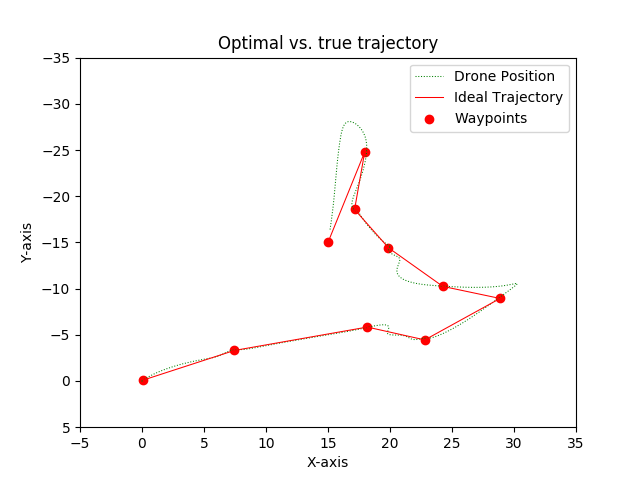 Optimal vs. true trajectory
Drone Position
Ideal Trajectory
Waypoints
Y-axis
−35
−30
−25
−20
−15
−10
−5
0
5
−5 0 5 10 15 20 25 30 35
X-axis